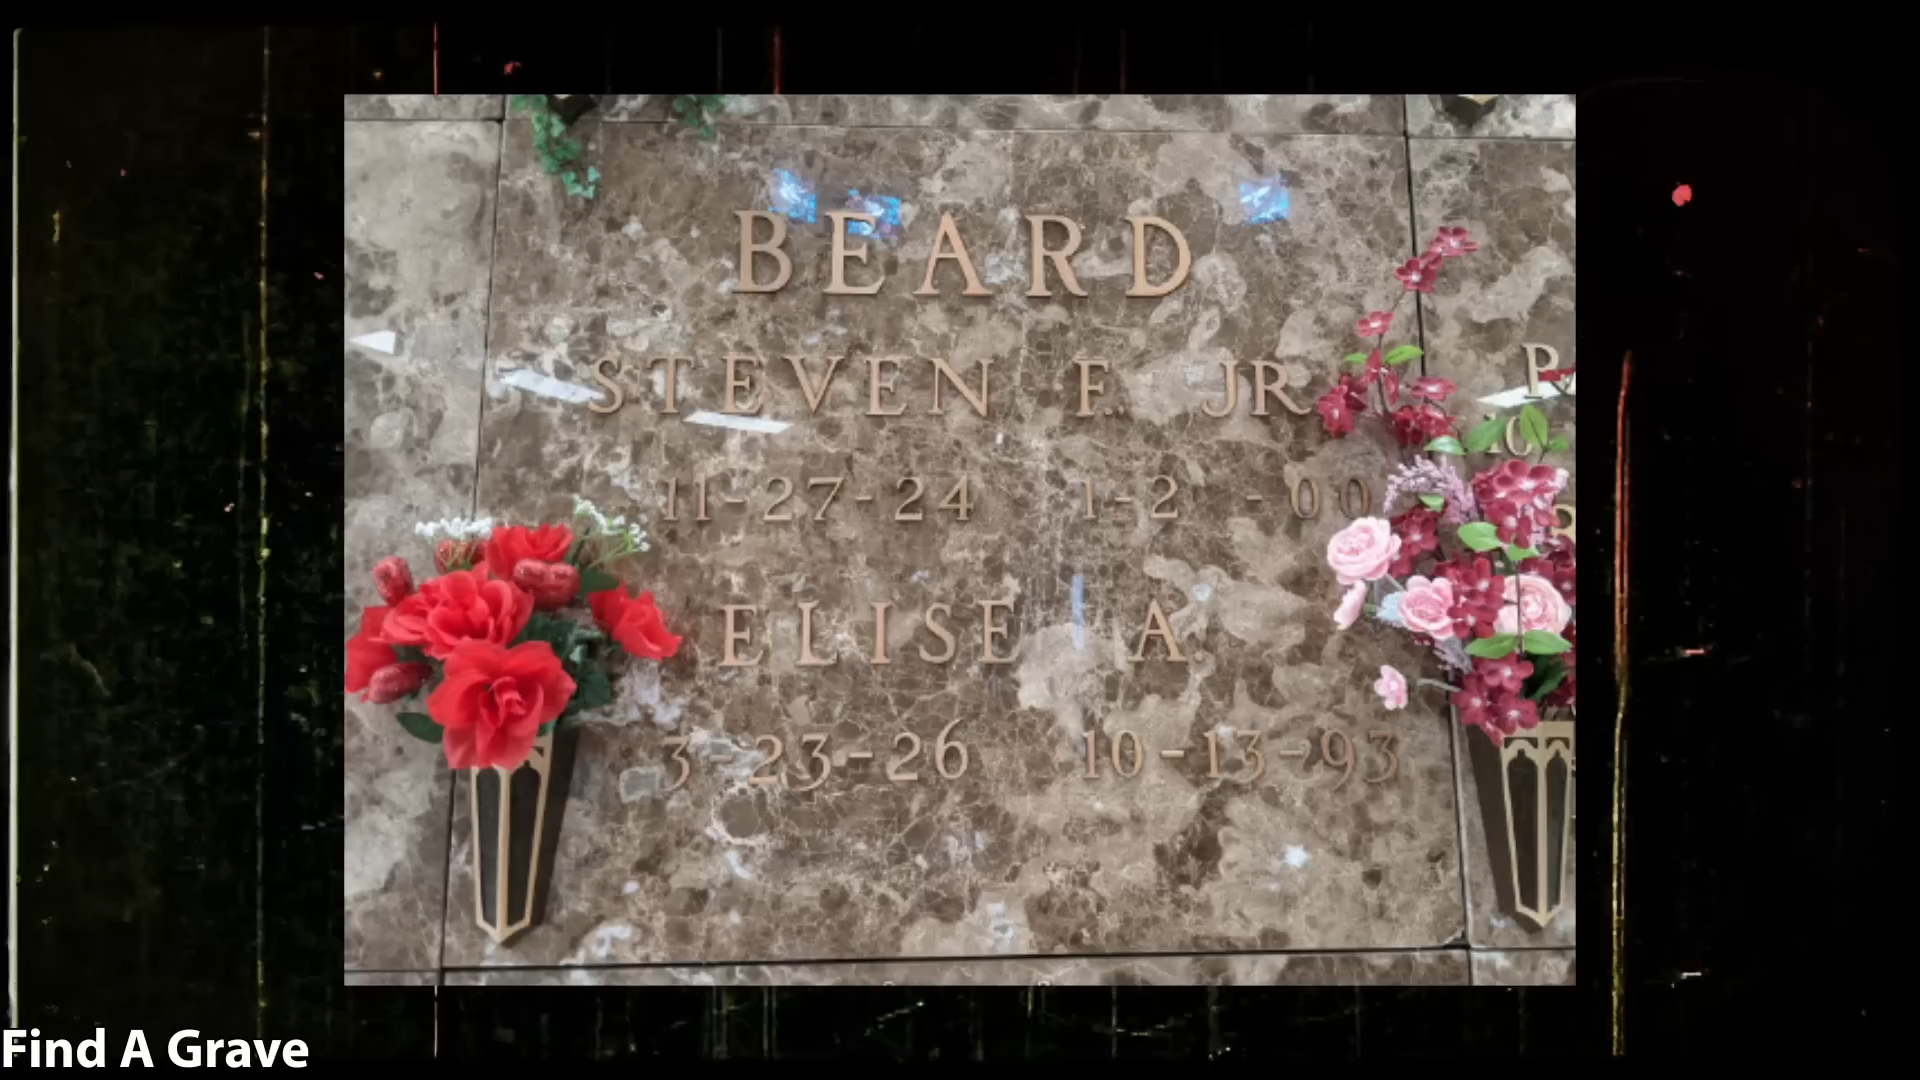 BEARD
STEVEN F. JR.
11-27-24 1-2 -00
ELISE A.
3-23-26 10-13-93
Find A Grave